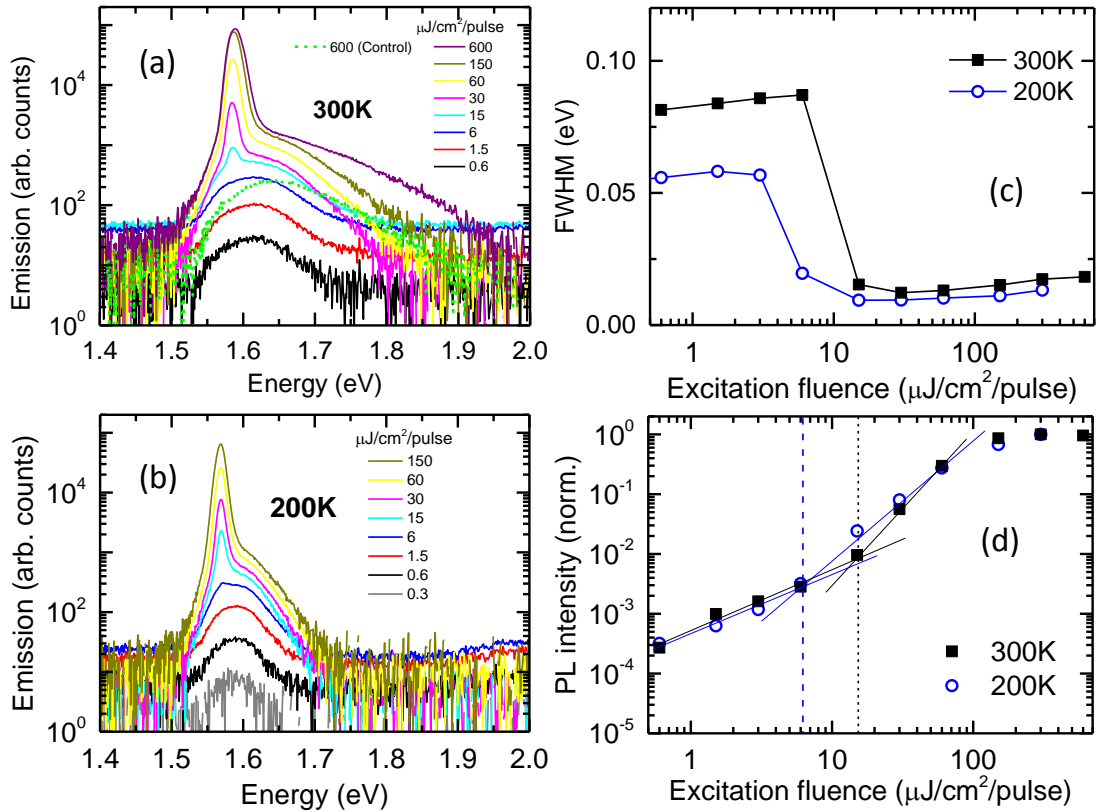 (a)
300K
600 (Control)
μJ/cm²/pulse
600
150
60
30
15
6
1.5
0.6
Emission (arb. counts)
10⁴
10²
10⁰
1.4 1.5 1.6 1.7 1.8 1.9 2.0
Energy (eV)
(c)
300K
200K
FWHM (eV)
0.10
0.05
0.00
1 10 100
Excitation fluence (μJ/cm²/pulse)
(b)
200K
μJ/cm²/pulse
150
60
30
15
6
1.5
0.6
0.3
Emission (arb. counts)
10⁴
10²
10⁰
1.4 1.5 1.6 1.7 1.8 1.9 2.0
Energy (eV)
(d)
300K
200K
PL intensity (norm.)
10⁰
10⁻¹
10⁻²
10⁻³
10⁻⁴
10⁻⁵
1 10 100
Excitation fluence (μJ/cm²/pulse)